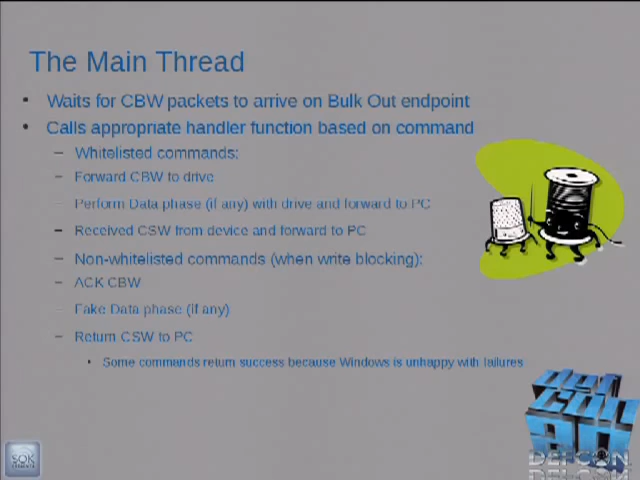 The Main Thread
• Waits for CBW packets to arrive on Bulk Out endpoint
• Calls appropriate handler function based on command
– Whitelisted commands:
– Forward CBW to drive
– Perform Data phase (if any) with drive and forward to PC
– Received CSW from device and forward to PC
– Non-whitelisted commands (when write blocking):
– ACK CBW
– Fake Data phase (if any)
– Return CSW to PC
• Some commands return success because Windows is unhappy with failures
DEFCON